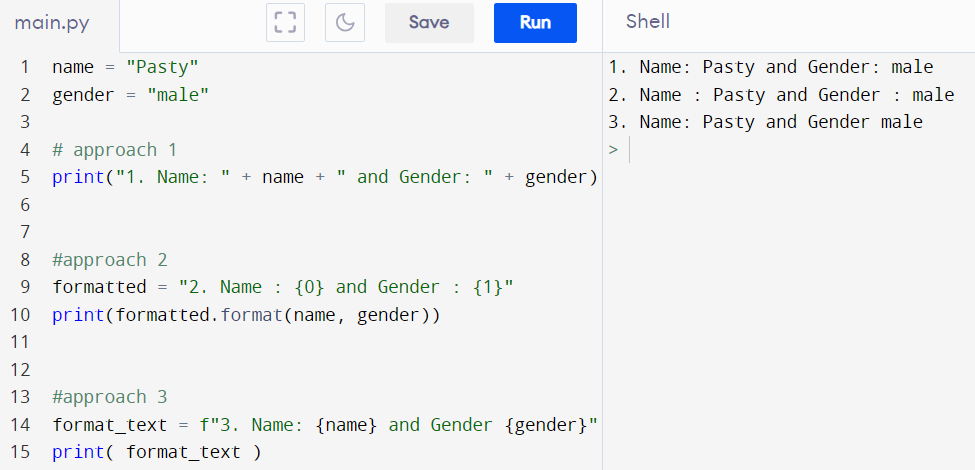 main.py
Save
Run
Shell
1 name = "Pasty"
2 gender = "male"
3
4 # approach 1
5 print("1. Name: " + name + " and Gender: " + gender)
6
7
8 #approach 2
9 formatted = "2. Name : {0} and Gender : {1}"
10 print(formatted.format(name, gender))
11
12
13 #approach 3
14 format_text = f"3. Name: {name} and Gender {gender}"
15 print( format_text )
1. Name: Pasty and Gender: male
2. Name : Pasty and Gender : male
3. Name: Pasty and Gender male
>